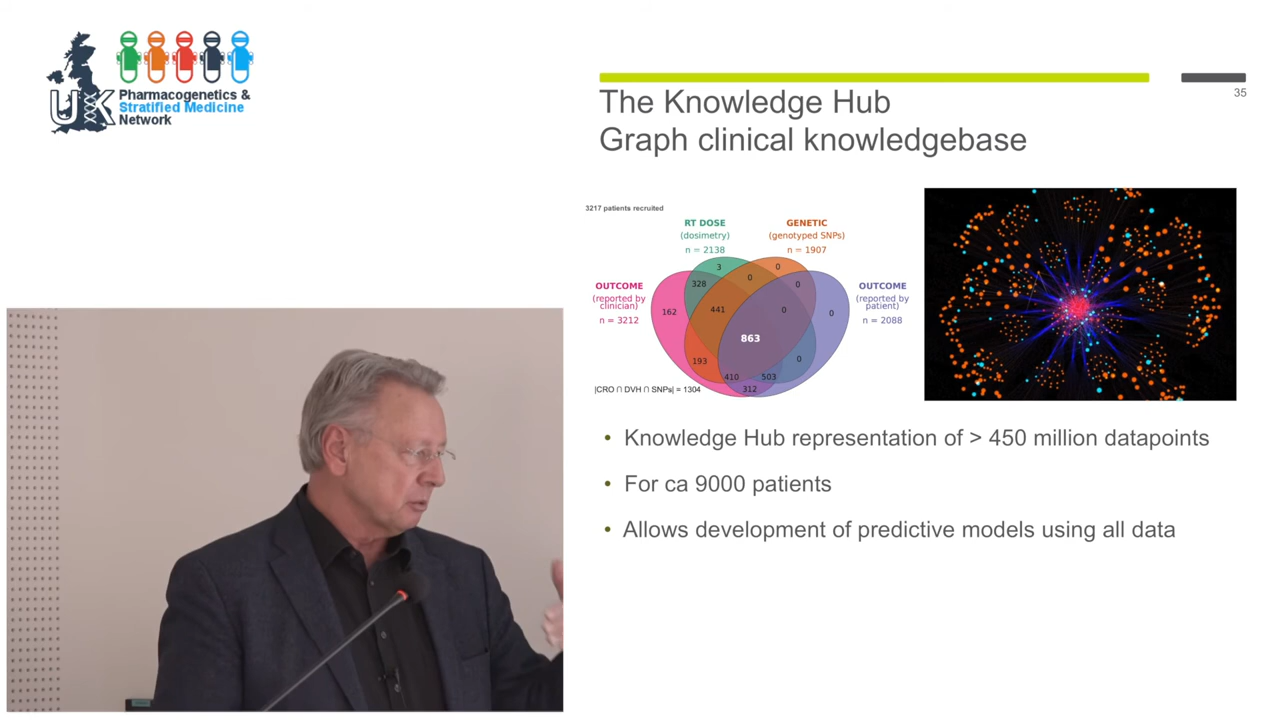 UK
Pharmacogenetics &
Stratified Medicine
Network
35
The Knowledge Hub
Graph clinical knowledgebase
3217 patients recruited
RT DOSE
(dosimetry)
n = 2138
GENETIC
(genotyped SNPs)
n = 1907
OUTCOME
(reported by
clinician)
n = 3212
OUTCOME
(reported by
patient)
n = 2088
3
0
328
0
0
162
441
0
0
863
193
0
410
503
312
|CRO ∩ DVH ∩ SNPs| = 1304
• Knowledge Hub representation of > 450 million datapoints
• For ca 9000 patients
• Allows development of predictive models using all data